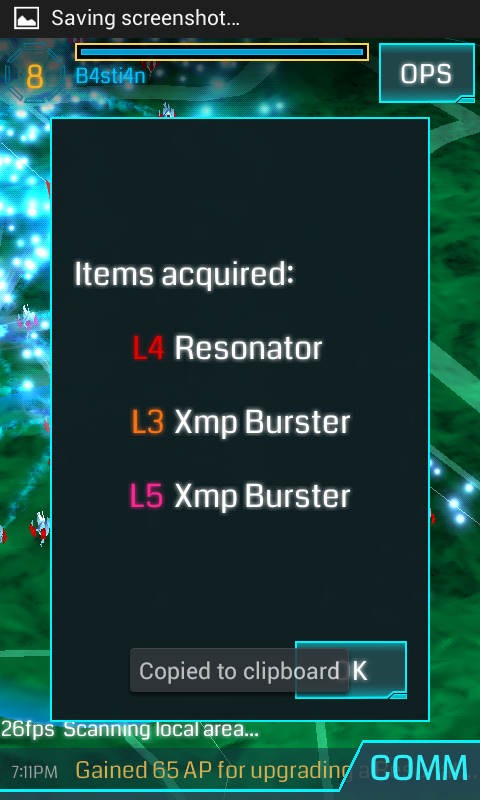 Saving screenshot...
8
B4sti4n
OPS
Items acquired:
L4 Resonator
L3 Xmp Burster
L5 Xmp Burster
Copied to clipboard
K
26fps Scanning local area...
7:11PM Gained 65 AP for upgrading a
COMM